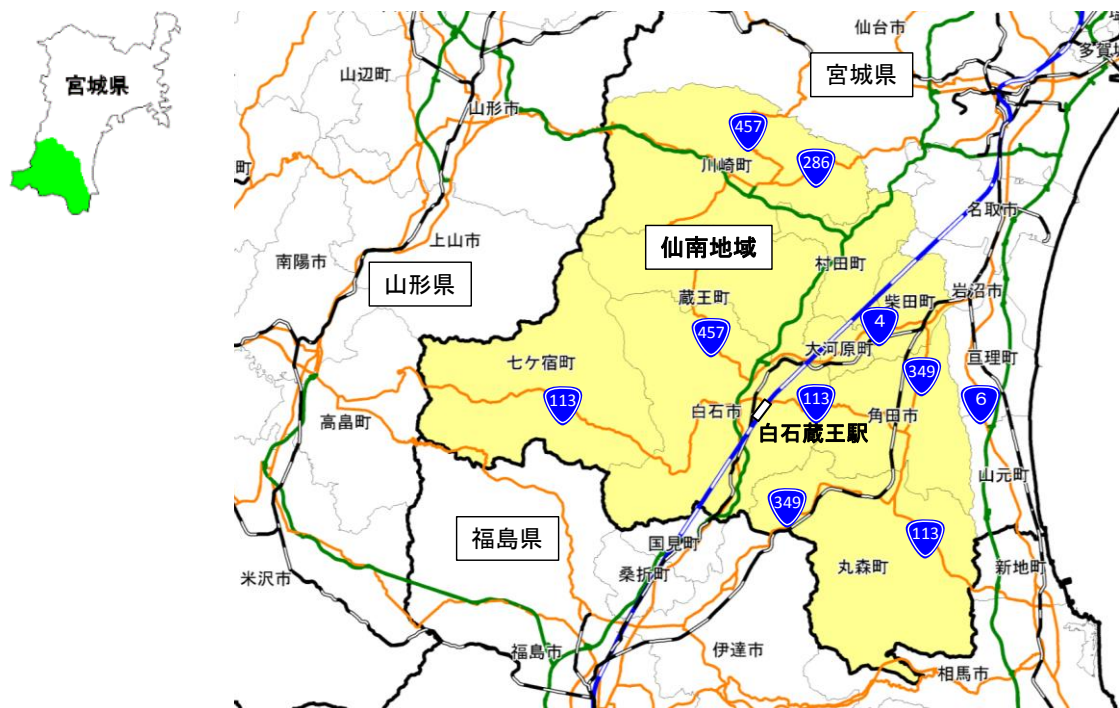 宮城県
仙台市
宮城県
多賀城
山辺町
山形市
457
286
川崎町
町
名取市
上山市
仙南地域
南陽市
村田町
山形県
岩沼市
蔵王町
柴田町
4
457
大河原町
亘理町
七ケ宿町
349
113
白石市
113
角田市
6
高畠町
白石蔵王駅
山元町
349
113
福島県
国見町
丸森町
新地町
桑折町
米沢市
福島市
伊達市
相馬市